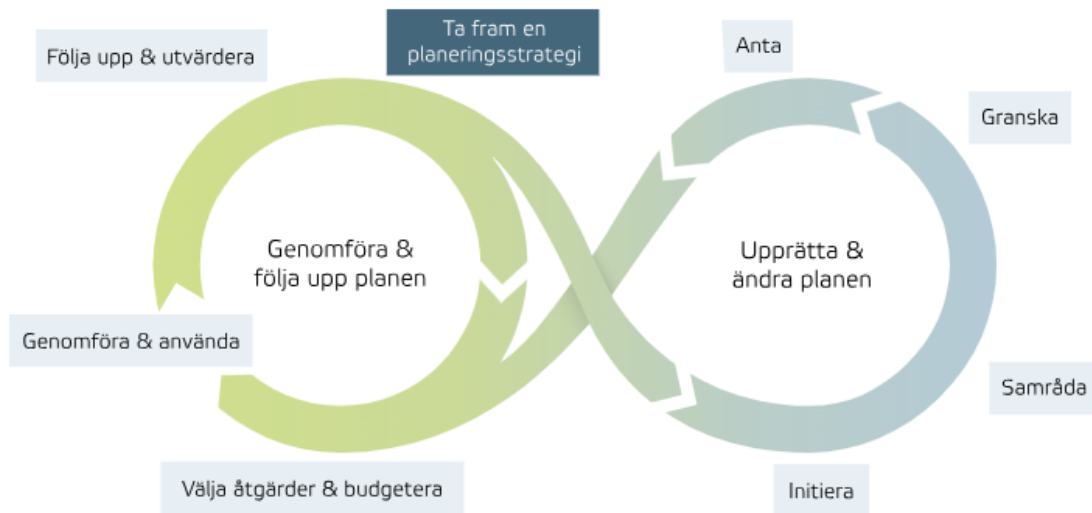 Ta fram en
planeringsstrategi
Följa upp & utvärdera
Anta
Granska
Genomföra &
följa upp planen
Upprätta &
ändra planen
Genomföra & använda
Samråda
Välja åtgärder & budgetera
Initiera